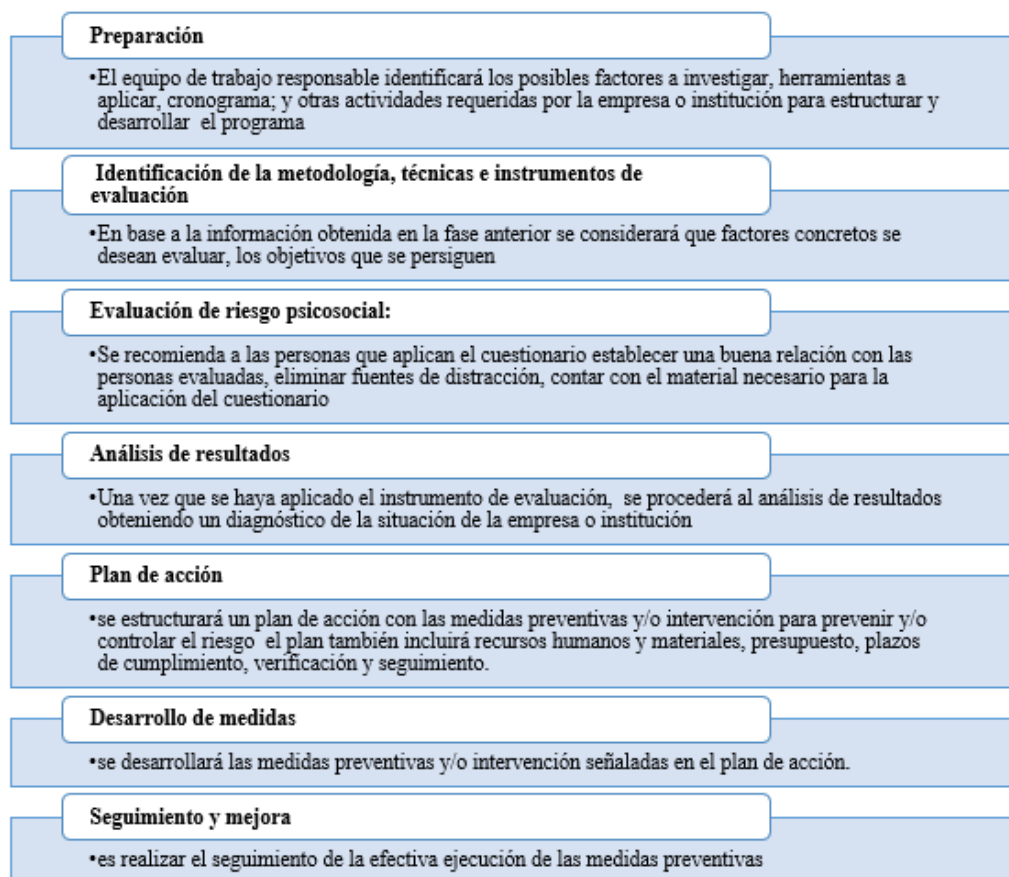 Preparación
•El equipo de trabajo responsable identificará los posibles factores a investigar, herramientas a
aplicar, cronograma; y otras actividades requeridas por la empresa o institución para estructurar y
desarrollar el programa
Identificación de la metodología, técnicas e instrumentos de
evaluación
•En base a la información obtenida en la fase anterior se considerará que factores concretos se
desean evaluar, los objetivos que se persiguen
Evaluación de riesgo psicosocial:
•Se recomienda a las personas que aplican el cuestionario establecer una buena relación con las
personas evaluadas, eliminar fuentes de distracción, contar con el material necesario para la
aplicación del cuestionario
Análisis de resultados
•Una vez que se haya aplicado el instrumento de evaluación, se procederá al análisis de resultados
obteniendo un diagnóstico de la situación de la empresa o institución
Plan de acción
•se estructurará un plan de acción con las medidas preventivas y/o intervención para prevenir y/o
controlar el riesgo el plan también incluirá recursos humanos y materiales, presupuesto, plazos
de cumplimiento, verificación y seguimiento.
Desarrollo de medidas
•se desarrollará las medidas preventivas y/o intervención señaladas en el plan de acción.
Seguimiento y mejora
•es realizar el seguimiento de la efectiva ejecución de las medidas preventivas